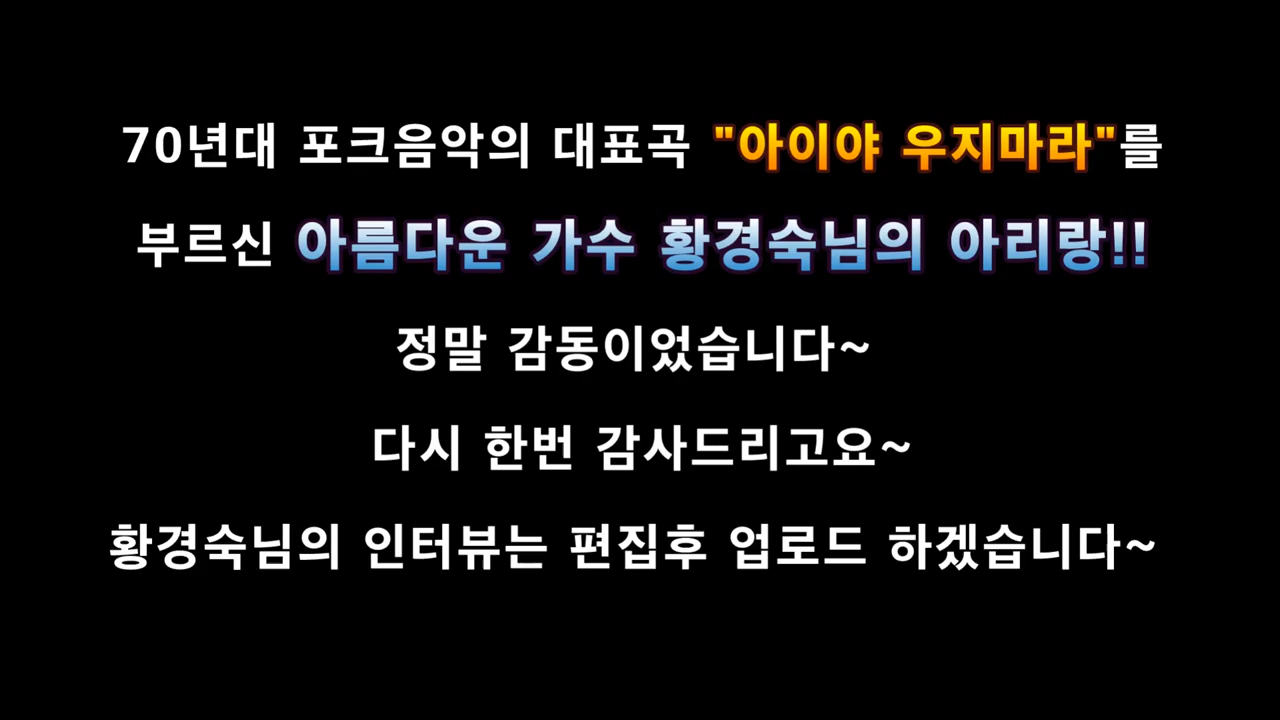 70년대 포크음악의 대표곡 "아이야 우지마라"를
부르신 아름다운 가수 황경숙님의 아리랑!!
정말 감동이었습니다~
다시 한번 감사드리고요~
황경숙님의 인터뷰는 편집후 업로드 하겠습니다~